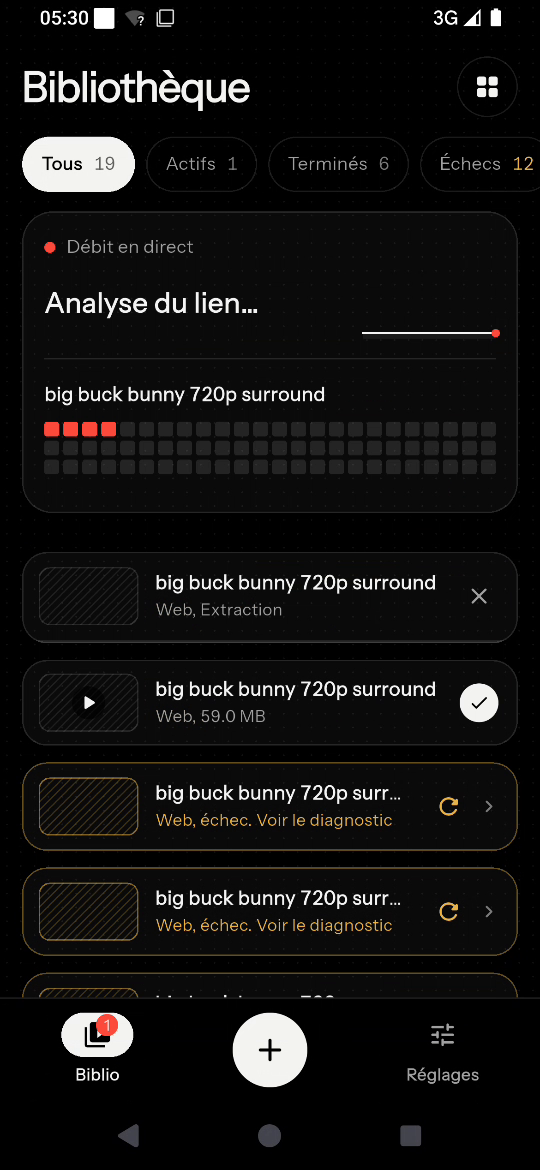 05:30
3G
Bibliothèque
Tous 19
Actifs 1
Terminés 6
Échecs 12
Débit en direct
Analyse du lien…
big buck bunny 720p surround
big buck bunny 720p surround
Web, Extraction
big buck bunny 720p surround
Web, 59.0 MB
big buck bunny 720p surr…
Web, échec. Voir le diagnostic
big buck bunny 720p surr…
Web, échec. Voir le diagnostic
1
Biblio
Réglages